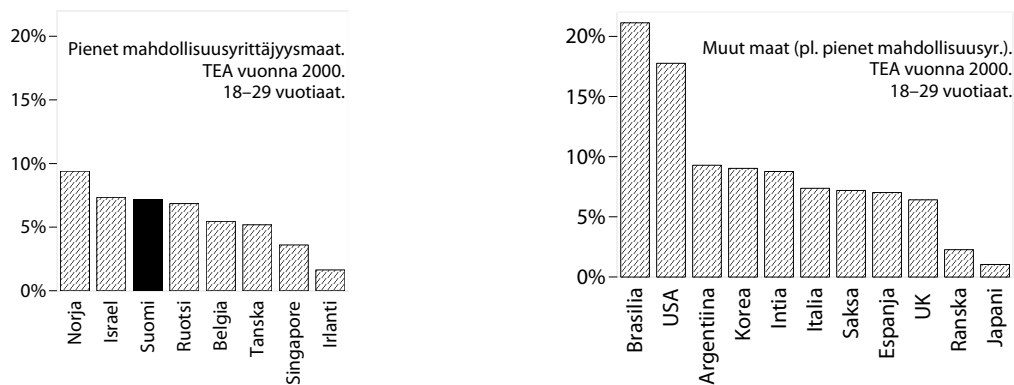 20%
15%
10%
5%
0%
Pienet mahdollisuusyrittäjyysmaat.
TEA vuonna 2000.
18–29 vuotiaat.
Norja
Israel
Suomi
Ruotsi
Belgia
Tanska
Singapore
Irlanti
20%
15%
10%
5%
0%
Muut maat (pl. pienet mahdollisuusyr.).
TEA vuonna 2000.
18–29 vuotiaat.
Brasilia
USA
Argentiina
Korea
Intia
Italia
Saksa
Espanja
UK
Ranska
Japani